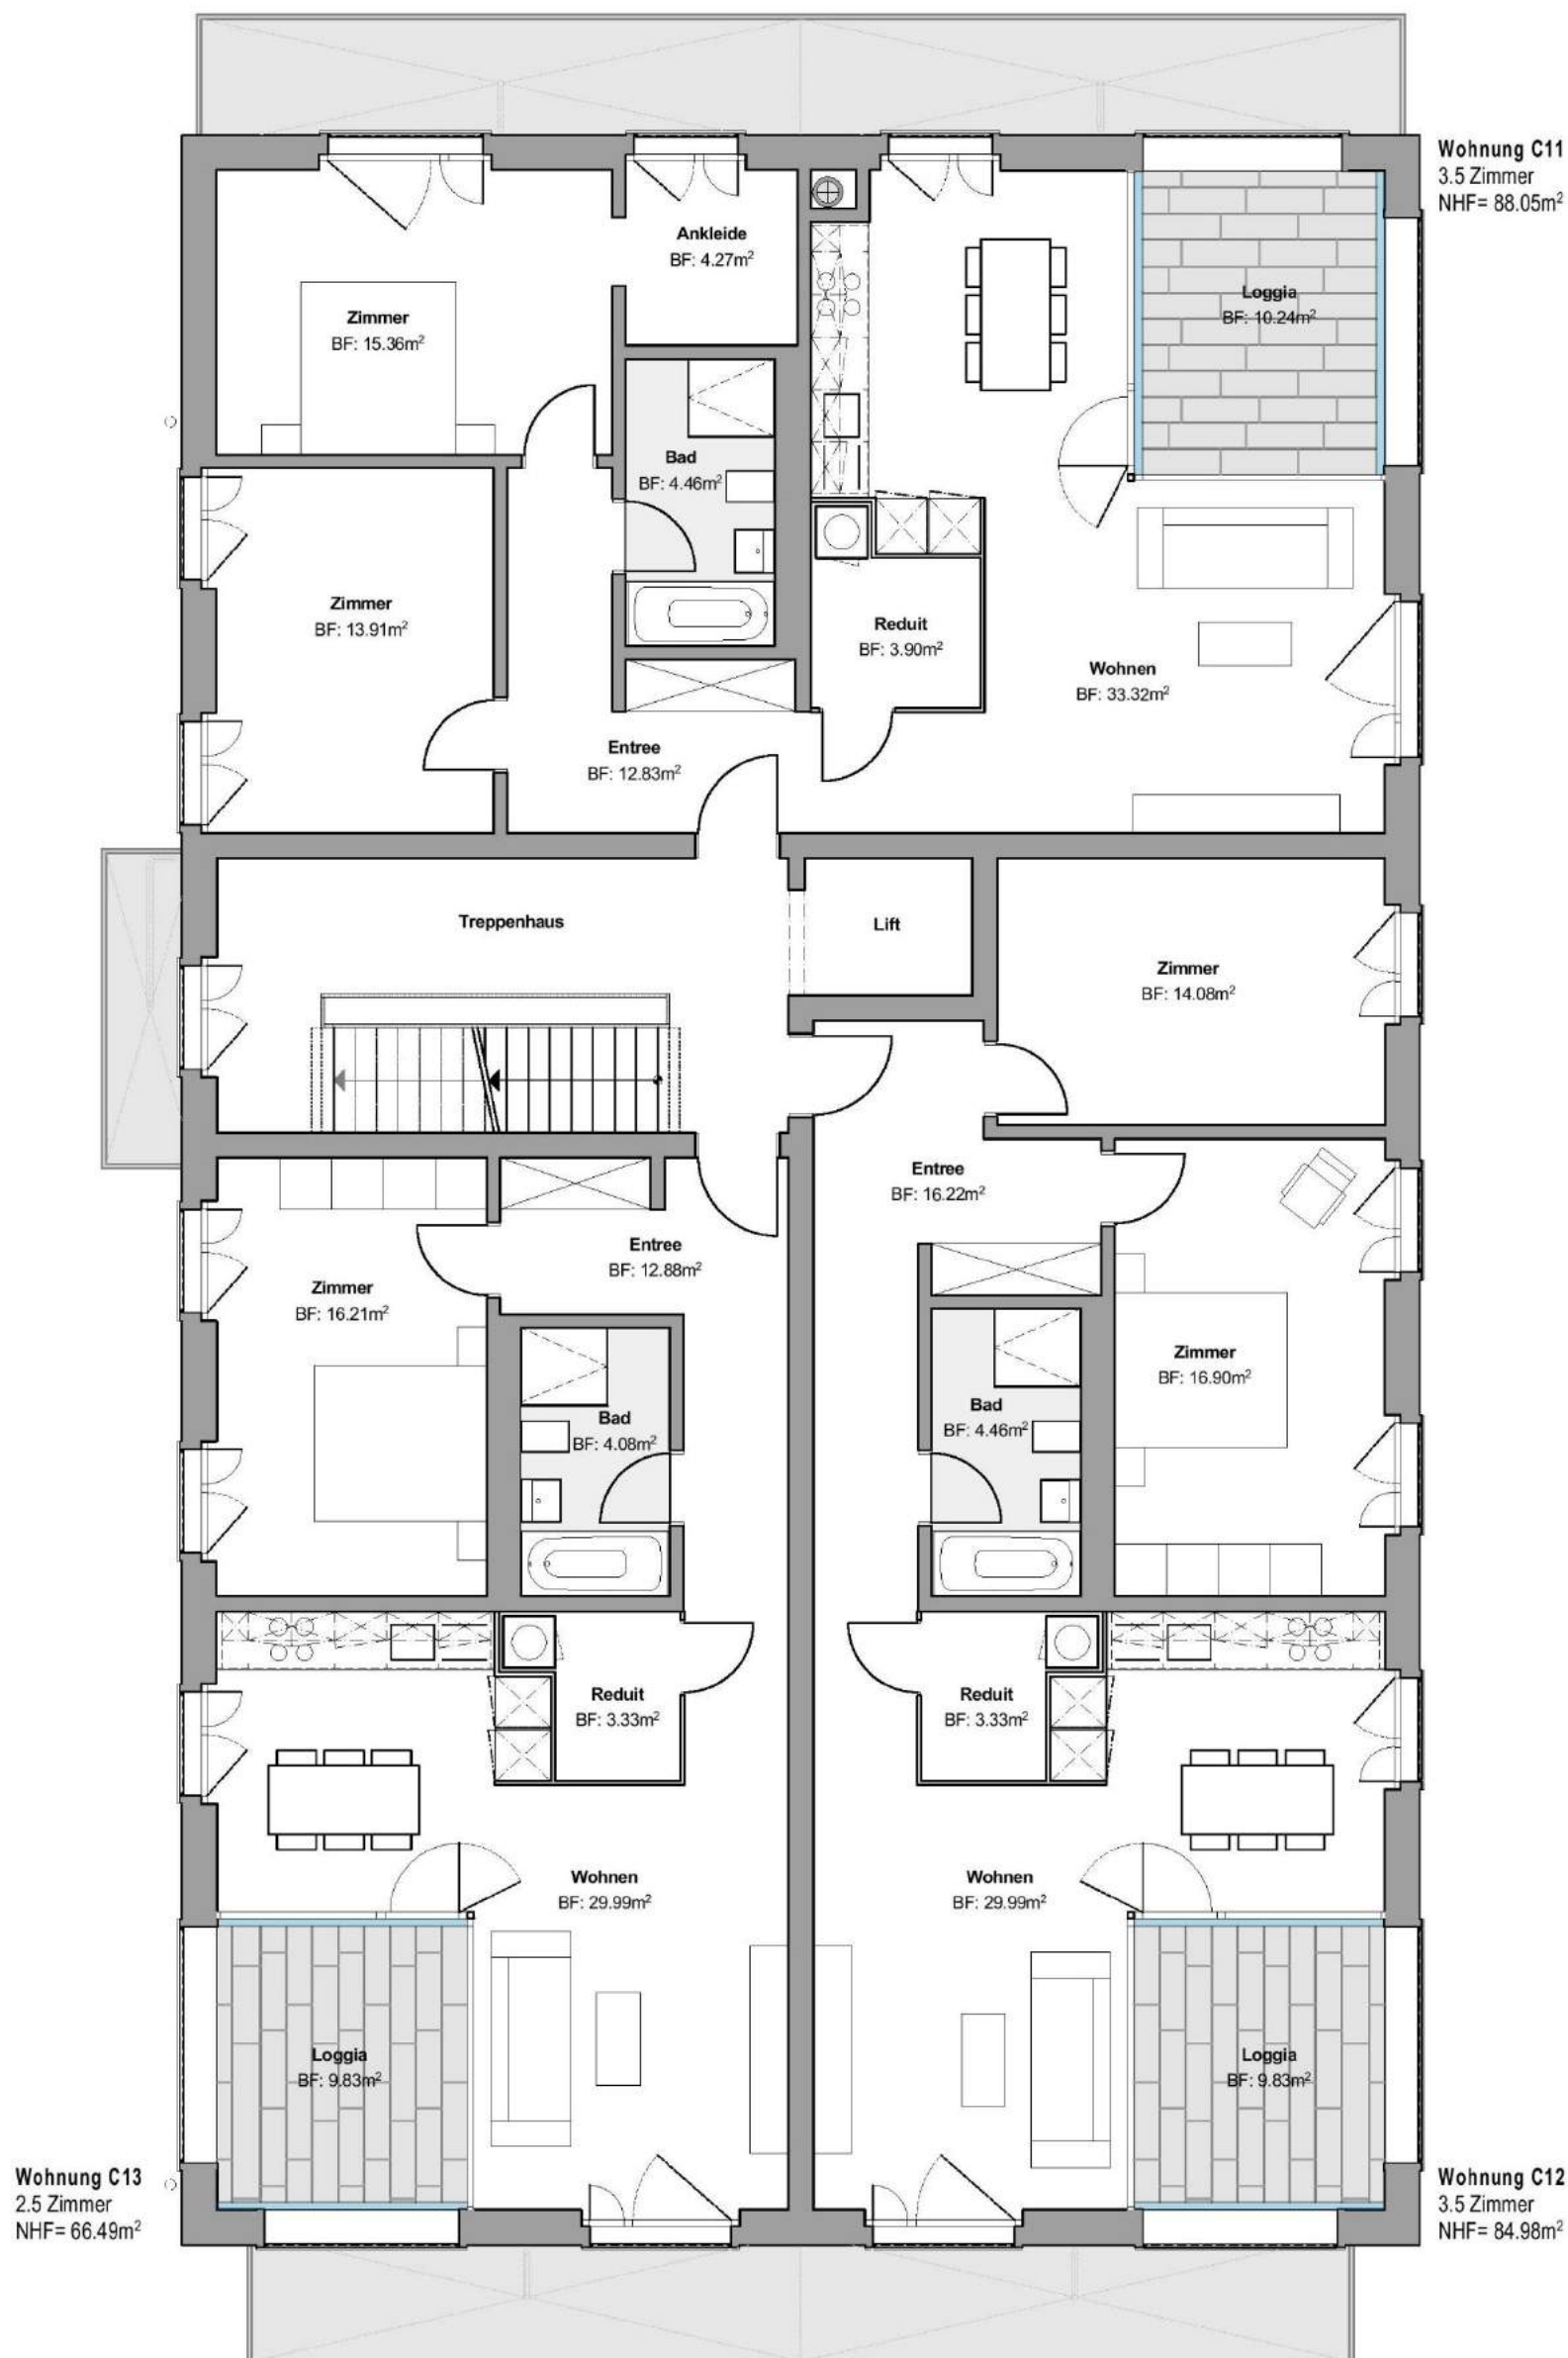 Wohnung C11
3.5 Zimmer
NHF= 88.05m²
Ankleide
BF: 4.27m²
Zimmer
BF: 15.36m²
Loggia
BF: 10.24m²
Bad
BF: 4.46m²
Zimmer
BF: 13.91m²
Reduit
BF: 3.90m²
Wohnen
BF: 33.32m²
Entree
BF: 12.83m²
Treppenhaus
Lift
Zimmer
BF: 14.08m²
Entree
BF: 16.22m²
Entree
BF: 12.88m²
Zimmer
BF: 16.21m²
Zimmer
BF: 16.90m²
Bad
BF: 4.08m²
Bad
BF: 4.46m²
Reduit
BF: 3.33m²
Reduit
BF: 3.33m²
Wohnen
BF: 29.99m²
Wohnen
BF: 29.99m²
Loggia
BF: 9.83m²
Loggia
BF: 9.83m²
Wohnung C13
2.5 Zimmer
NHF= 66.49m²
Wohnung C12
3.5 Zimmer
NHF= 84.98m²